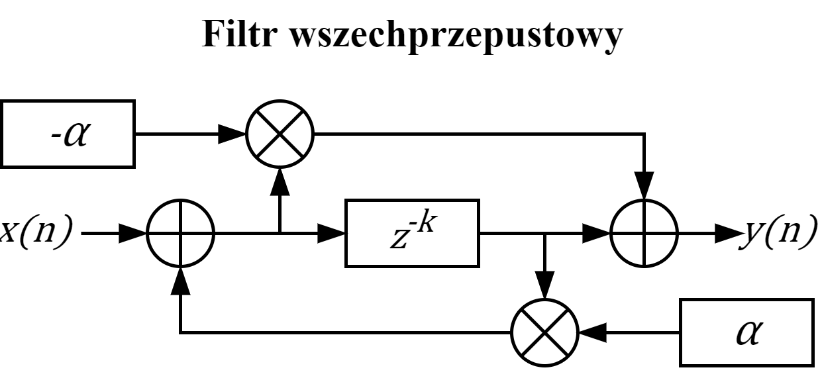 Filtr wszechprzepustowy
-α
x(n)
z^-k
y(n)
α